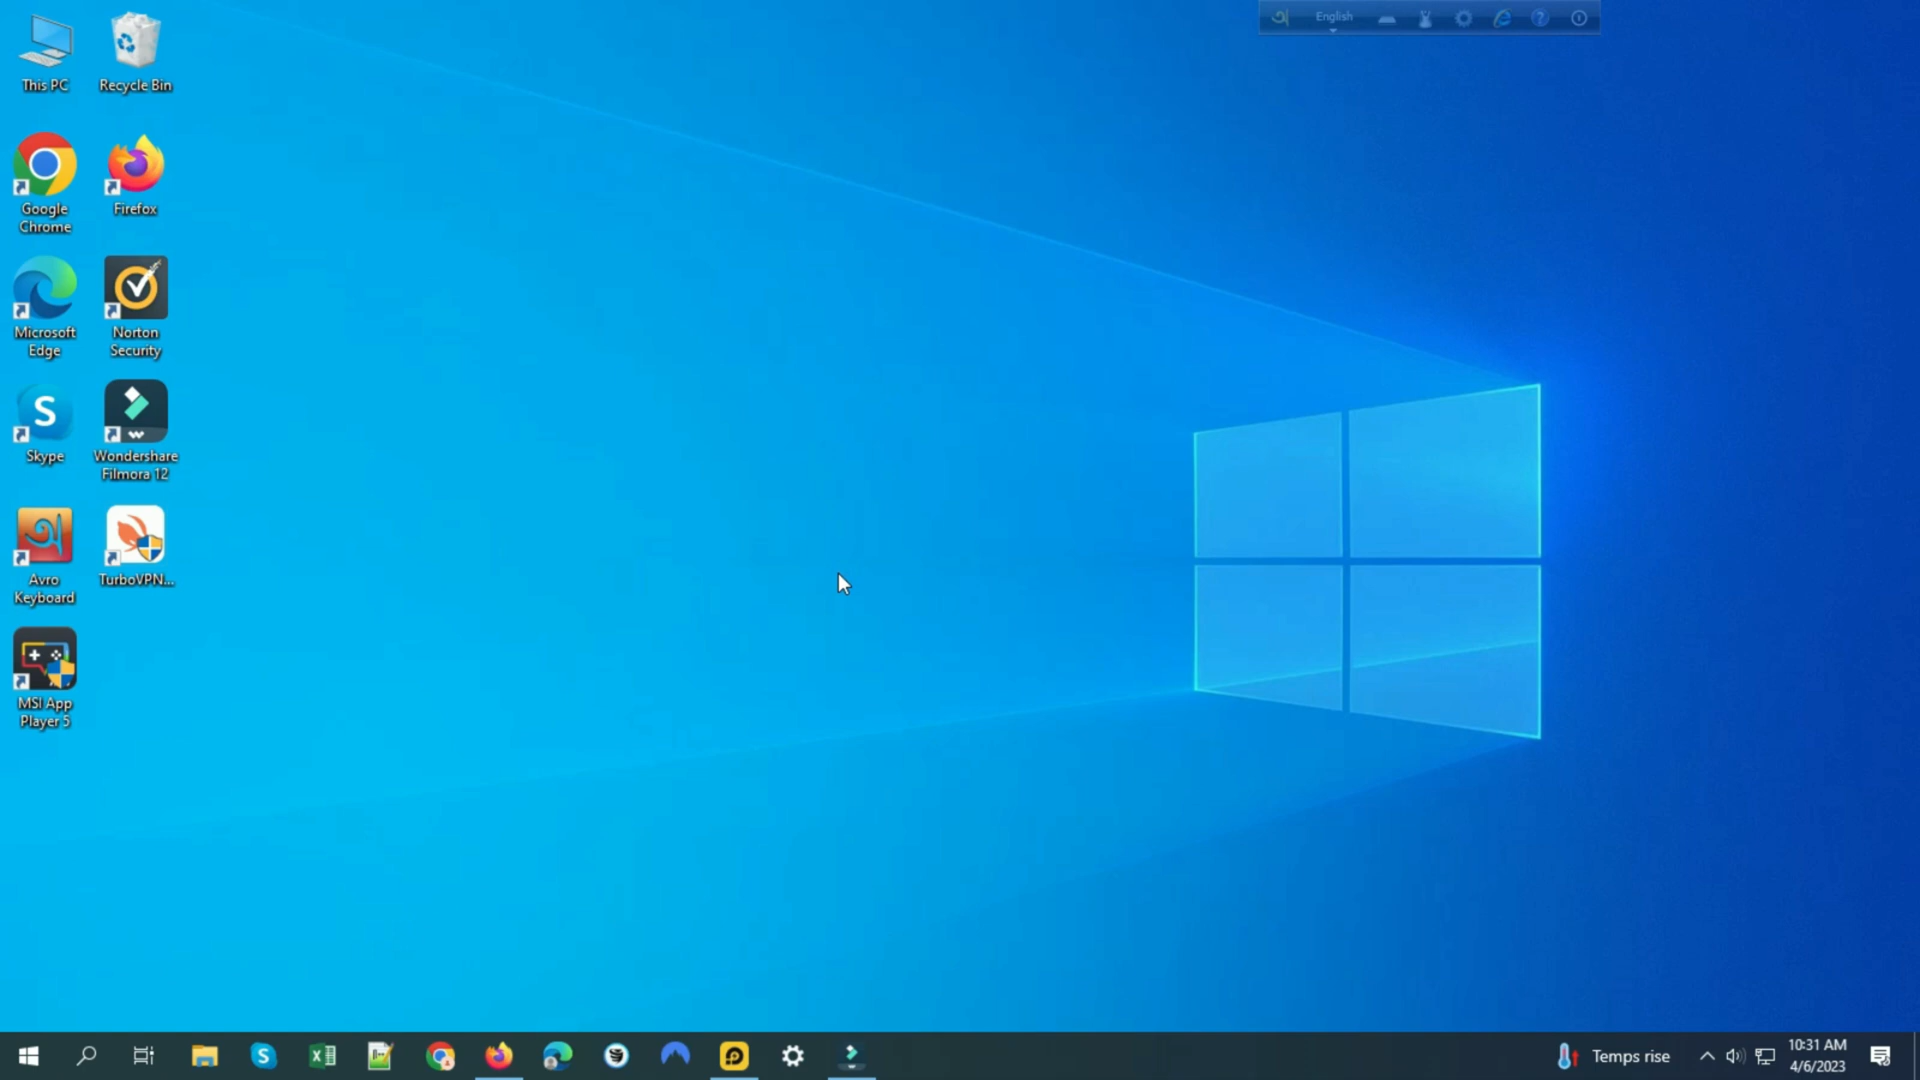 English
This PC
Recycle Bin
Google
Chrome
Firefox
Microsoft
Edge
Norton
Security
S
Skype
Wondershare
Filmora 12
Avro
Keyboard
TurboVPN...
MSI App
Player 5
Temps rise
10:31 AM
4/6/2023